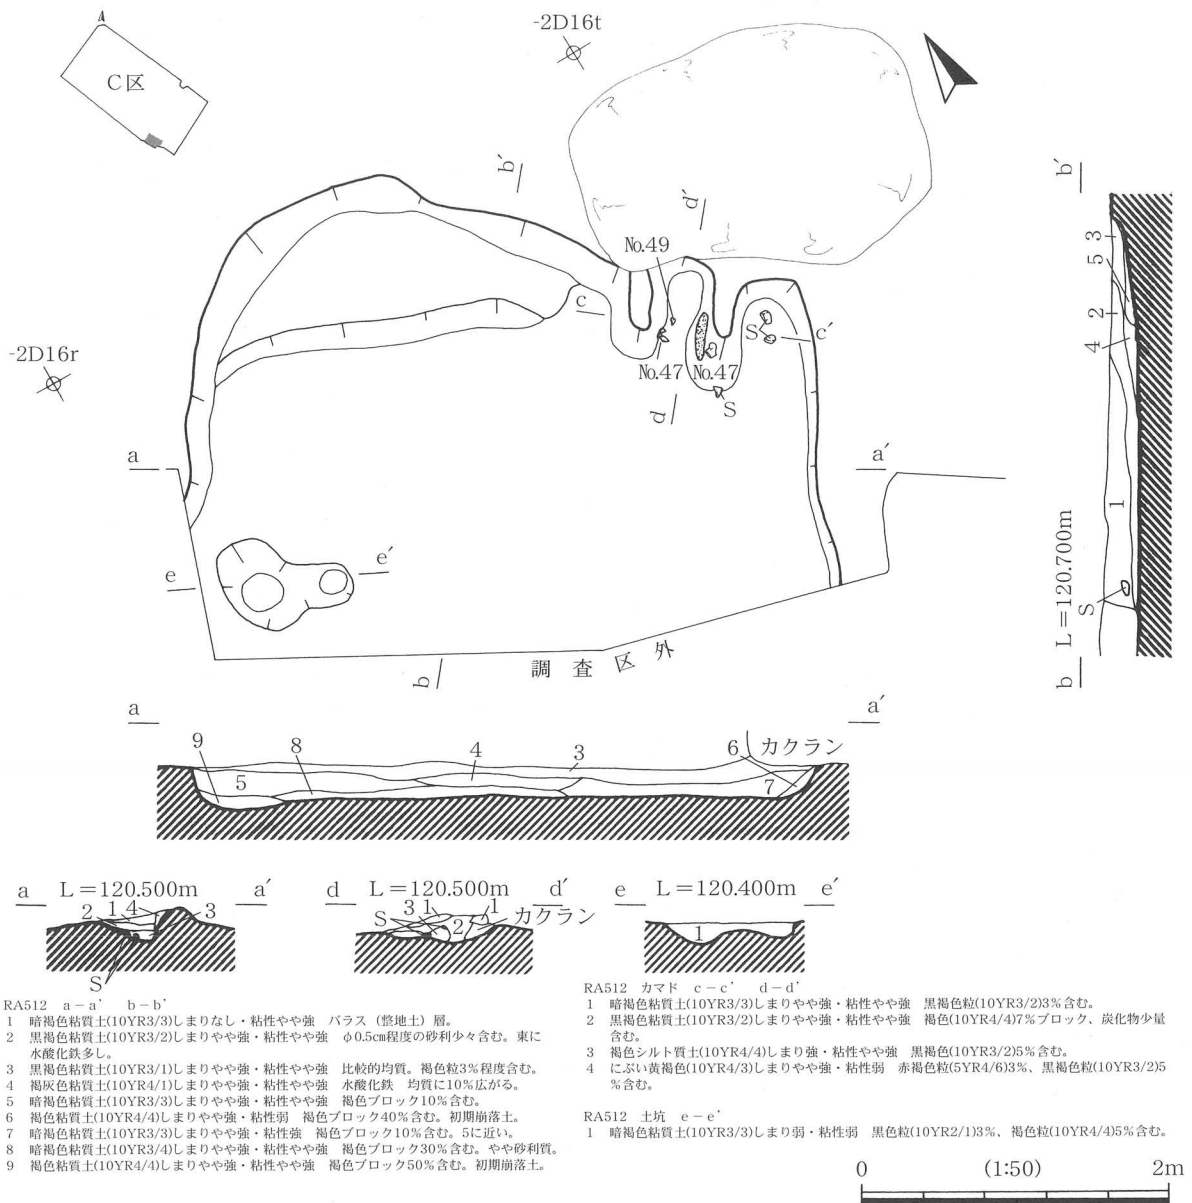 C区
-2D16t
b′
d′
No.49
c
S
c′
-2D16r
No.47 No.47
S
d
a
a′
e
e′
b
調査区外
b′
3
5
2
4
1
S
b L=120.700m
a
a′
9
8
4
3
6
カクラン
5
7
a L=120.500m a′
2 1 4 3
S
d L=120.500m d′
S 3 1 2 1 カクラン
e L=120.400m e′
1
RA512 a-a’ b-b’
1 暗褐色粘質土(10YR3/3)しまりなし・粘性やや強 バラス（整地土）層。
2 黒褐色粘質土(10YR3/2)しまりやや強・粘性やや強 φ0.5㎝程度の砂利少々含む。東に
水酸化鉄多し。
3 黒褐色粘質土(10YR3/1)しまりやや強・粘性やや強 比較的均質。褐色粒3%程度含む。
4 褐灰色粘質土(10YR4/1)しまりやや強・粘性やや強 水酸化鉄 均質に10%広がる。
5 暗褐色粘質土(10YR3/3)しまりやや強・粘性やや強 褐色ブロック10%含む。
6 褐色粘質土(10YR4/4)しまりやや強・粘性弱 褐色ブロック40%含む。初期崩落土。
7 暗褐色粘質土(10YR3/3)しまりやや強・粘性強 褐色ブロック10%含む。5に近い。
8 暗褐色粘質土(10YR3/4)しまりやや強・粘性やや強 褐色ブロック30%含む。やや砂利質。
9 褐色粘質土(10YR4/4)しまりやや強・粘性やや強 褐色ブロック50%含む。初期崩落土。
RA512 カマド c-c’ d-d’
1 暗褐色粘質土(10YR3/3)しまりやや強・粘性やや強 黒褐色粒(10YR3/2)3%含む。
2 黒褐色粘質土(10YR3/2)しまりやや強・粘性やや強 褐色(10YR4/4)7%ブロック、炭化物少量
含む。
3 褐色シルト質土(10YR4/4)しまり強・粘性やや強 黒褐色(10YR3/2)5%含む。
4 にぶい黄褐色(10YR4/3)しまりやや強・粘性弱 赤褐色粒(5YR4/6)3%、黒褐色粒(10YR3/2)5
%含む。
RA512 土坑 e-e’
1 暗褐色粘質土(10YR3/3)しまり弱・粘性弱 黒色粒(10YR2/1)3%、褐色粒(10YR4/4)5%含む。
0 (1:50) 2m